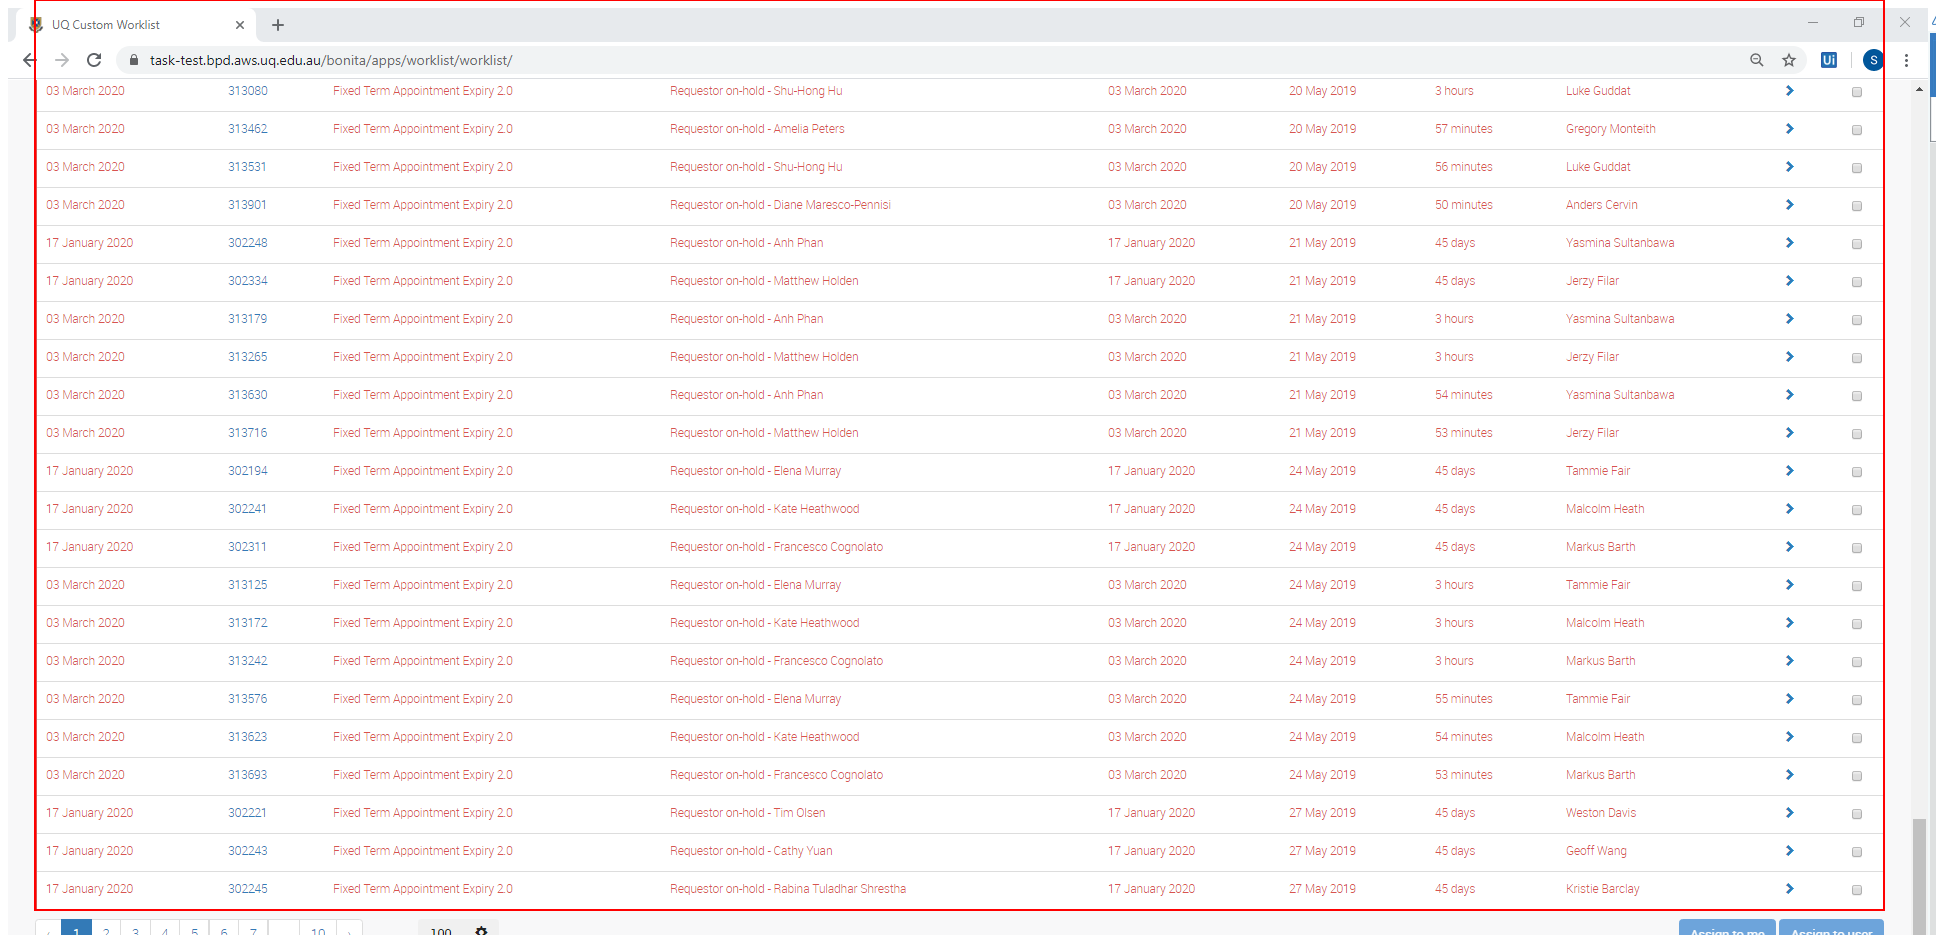 UQ Custom Worklist
task-test.bpd.aws.uq.edu.au/bonita/apps/worklist/worklist/
Ui
S
03 March 2020 313080 Fixed Term Appointment Expiry 2.0 Requestor on-hold - Shu-Hong Hu 03 March 2020 20 May 2019 3 hours Luke Guddat
03 March 2020 313462 Fixed Term Appointment Expiry 2.0 Requestor on-hold - Amelia Peters 03 March 2020 20 May 2019 57 minutes Gregory Monteith
03 March 2020 313531 Fixed Term Appointment Expiry 2.0 Requestor on-hold - Shu-Hong Hu 03 March 2020 20 May 2019 56 minutes Luke Guddat
03 March 2020 313901 Fixed Term Appointment Expiry 2.0 Requestor on-hold - Diane Maresco-Pennisi 03 March 2020 20 May 2019 50 minutes Anders Cervin
17 January 2020 302248 Fixed Term Appointment Expiry 2.0 Requestor on-hold - Anh Phan 17 January 2020 21 May 2019 45 days Yasmina Sultanbawa
17 January 2020 302334 Fixed Term Appointment Expiry 2.0 Requestor on-hold - Matthew Holden 17 January 2020 21 May 2019 45 days Jerzy Filar
03 March 2020 313179 Fixed Term Appointment Expiry 2.0 Requestor on-hold - Anh Phan 03 March 2020 21 May 2019 3 hours Yasmina Sultanbawa
03 March 2020 313265 Fixed Term Appointment Expiry 2.0 Requestor on-hold - Matthew Holden 03 March 2020 21 May 2019 3 hours Jerzy Filar
03 March 2020 313630 Fixed Term Appointment Expiry 2.0 Requestor on-hold - Anh Phan 03 March 2020 21 May 2019 54 minutes Yasmina Sultanbawa
03 March 2020 313716 Fixed Term Appointment Expiry 2.0 Requestor on-hold - Matthew Holden 03 March 2020 21 May 2019 53 minutes Jerzy Filar
17 January 2020 302194 Fixed Term Appointment Expiry 2.0 Requestor on-hold - Elena Murray 17 January 2020 24 May 2019 45 days Tammie Fair
17 January 2020 302241 Fixed Term Appointment Expiry 2.0 Requestor on-hold - Kate Heathwood 17 January 2020 24 May 2019 45 days Malcolm Heath
17 January 2020 302311 Fixed Term Appointment Expiry 2.0 Requestor on-hold - Francesco Cognolato 17 January 2020 24 May 2019 45 days Markus Barth
03 March 2020 313125 Fixed Term Appointment Expiry 2.0 Requestor on-hold - Elena Murray 03 March 2020 24 May 2019 3 hours Tammie Fair
03 March 2020 313172 Fixed Term Appointment Expiry 2.0 Requestor on-hold - Kate Heathwood 03 March 2020 24 May 2019 3 hours Malcolm Heath
03 March 2020 313242 Fixed Term Appointment Expiry 2.0 Requestor on-hold - Francesco Cognolato 03 March 2020 24 May 2019 3 hours Markus Barth
03 March 2020 313576 Fixed Term Appointment Expiry 2.0 Requestor on-hold - Elena Murray 03 March 2020 24 May 2019 55 minutes Tammie Fair
03 March 2020 313623 Fixed Term Appointment Expiry 2.0 Requestor on-hold - Kate Heathwood 03 March 2020 24 May 2019 54 minutes Malcolm Heath
03 March 2020 313693 Fixed Term Appointment Expiry 2.0 Requestor on-hold - Francesco Cognolato 03 March 2020 24 May 2019 53 minutes Markus Barth
17 January 2020 302221 Fixed Term Appointment Expiry 2.0 Requestor on-hold - Tim Olsen 17 January 2020 27 May 2019 45 days Weston Davis
17 January 2020 302243 Fixed Term Appointment Expiry 2.0 Requestor on-hold - Cathy Yuan 17 January 2020 27 May 2019 45 days Geoff Wang
17 January 2020 302245 Fixed Term Appointment Expiry 2.0 Requestor on-hold - Rabina Tuladhar Shrestha 17 January 2020 27 May 2019 45 days Kristie Barclay
1 2 3 4 5 6 7 10 100 Assign to me Assign to user